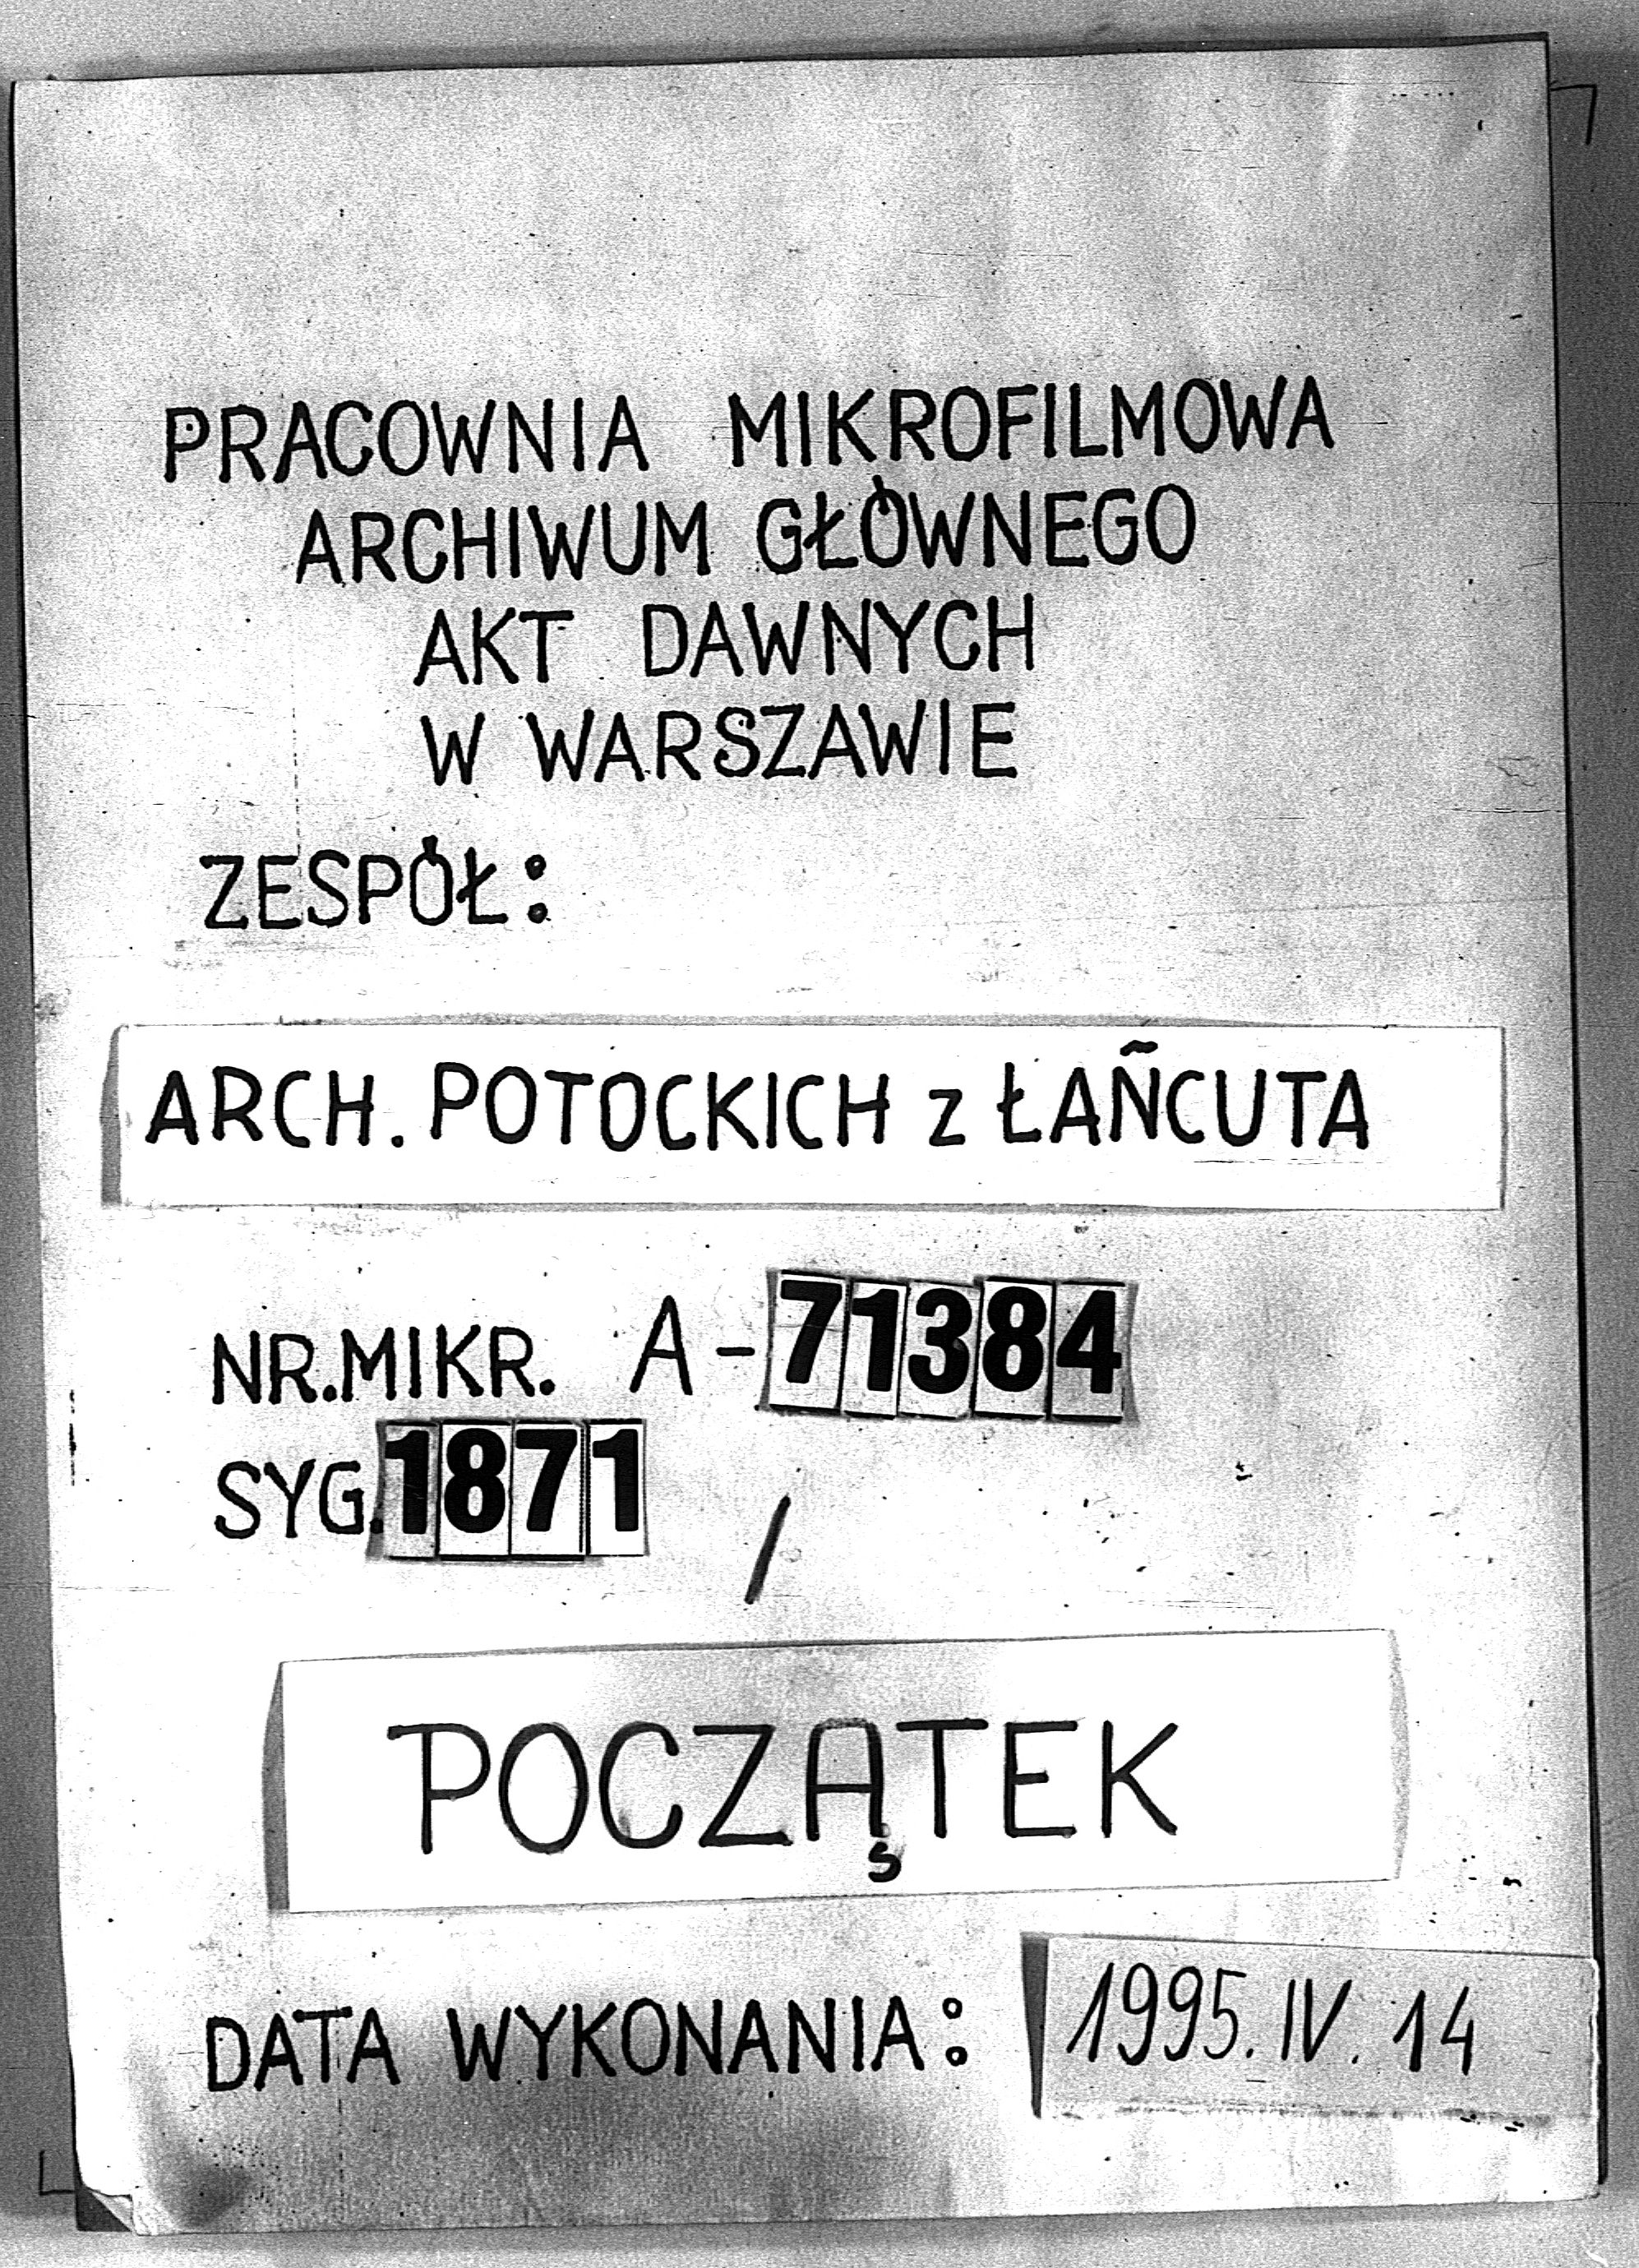 PRACOWNIA MIKROFILMOWA
ARCHIWUM GŁÓWNEGO
AKT DAWNYCH
W WARSZAWIE
ZESPÓŁ:
ARCH. POTOCKICH z ŁAŃCUTA
NR. MIKR. A-71384
SYG. 1871 /
POCZĄTEK
DATA WYKONANIA: 1995. IV. 14